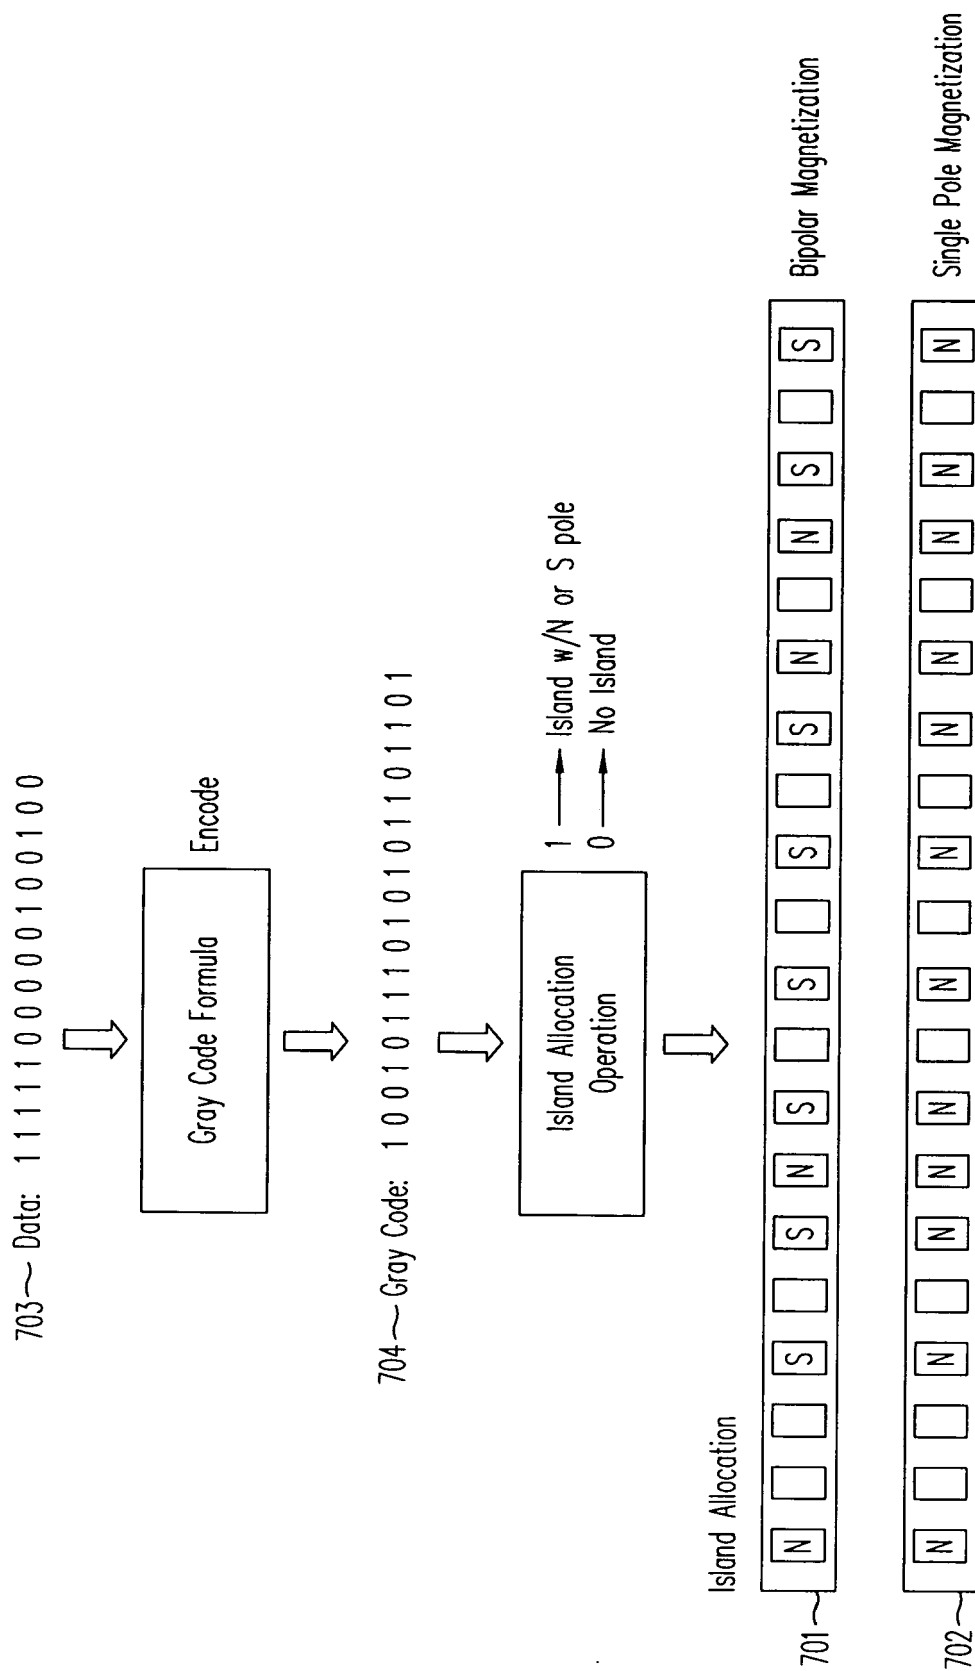 703 Data: 1 1 1 1 1 0 0 0 0 0 1 0 0 1 0 0
Gray Code Formula
Encode
704 Gray Code: 1 0 0 1 0 1 1 1 0 1 0 1 0 1 1 0 1 1 0 1
Island Allocation
Operation
1 Island w/N or S pole
0 No Island
Island Allocation
701 N S S N S S S S N N S S Bipolar Magnetization
702 N N N N N N N N N N N N Single Pole Magnetization